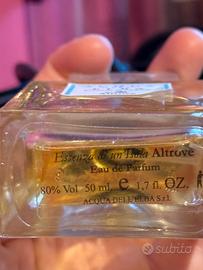 Essenza di un'Isola Altrove
Eau de Parfum
80% Vol 50 ml. e 1,7 fl. OZ.
ACQUA DELL'ELBA S.r.l.
subito